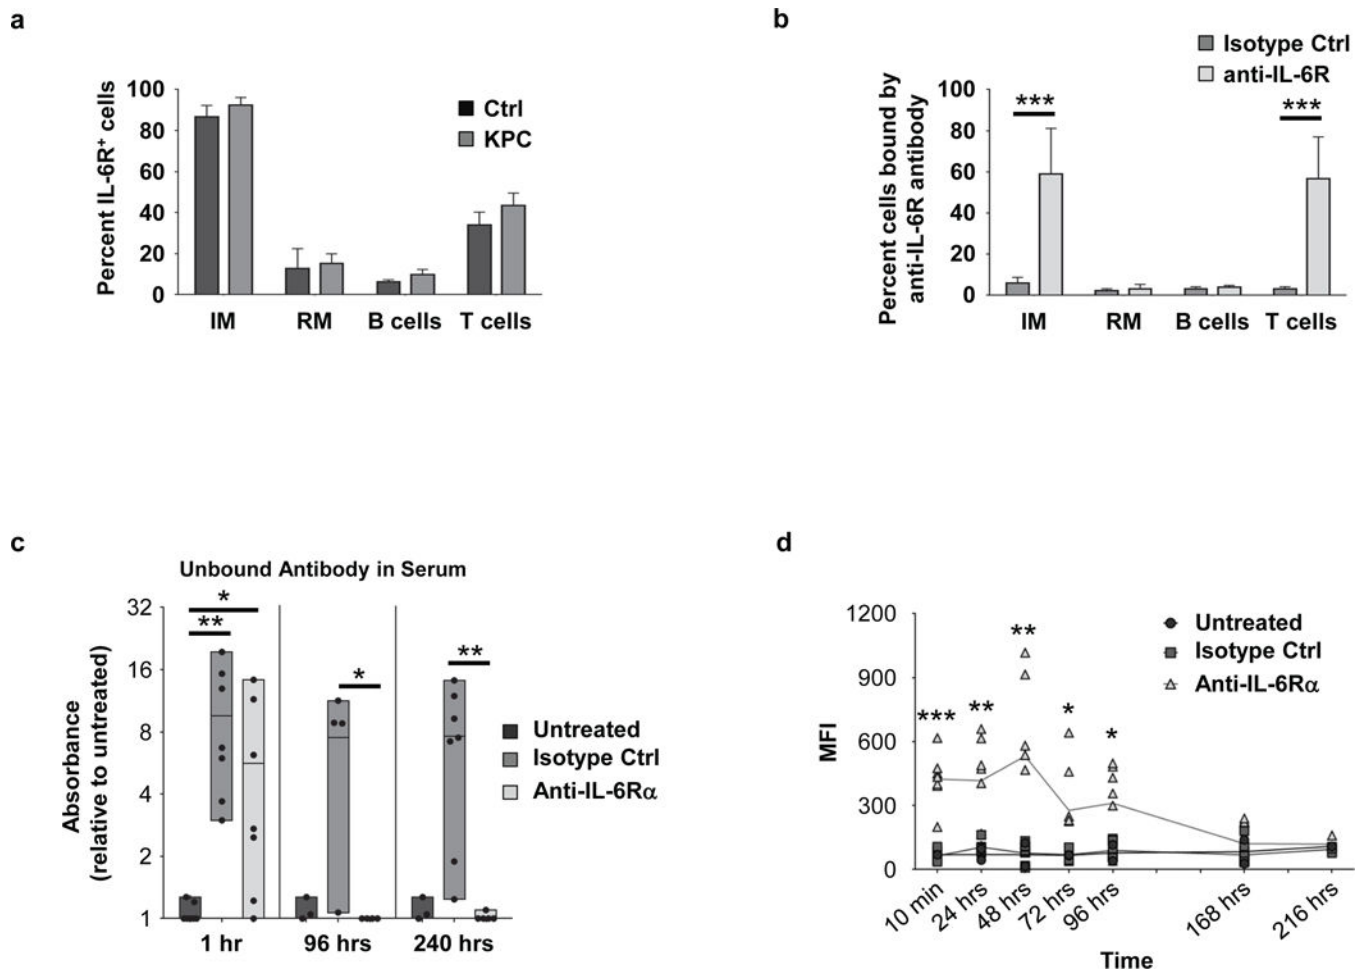 a
Percent IL-6R⁺ cells
100
80
60
40
20
0
Ctrl
KPC
IM RM B cells T cells
b
Percent cells bound by
anti-IL-6R antibody
Isotype Ctrl
anti-IL-6R
100
80
60
40
20
0
*** ***
IM RM B cells T cells
c
Unbound Antibody in Serum
Absorbance
(relative to untreated)
32
16
8
4
2
1
*
**
*
**
Untreated
Isotype Ctrl
Anti-IL-6Rα
1 hr 96 hrs 240 hrs
d
MFI
1200
900
600
300
0
Untreated
Isotype Ctrl
Anti-IL-6Rα
*** ** ** * *
10 min 24 hrs 48 hrs 72 hrs 96 hrs 168 hrs 216 hrs
Time